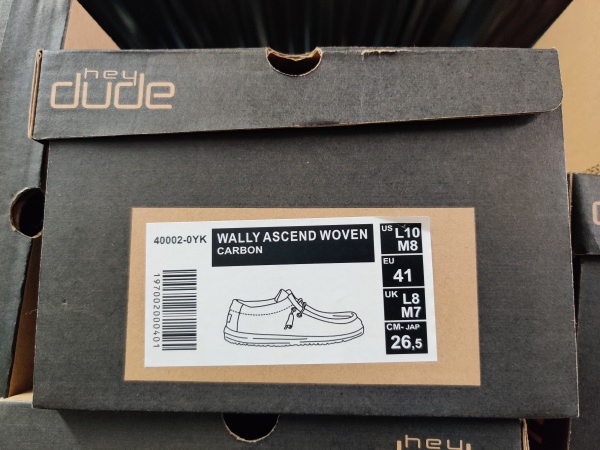 hey
dude
40002-0YK
WALLY ASCEND WOVEN
CARBON
US L10
M8
EU
41
UK L8
M7
CM- JAP
26,5
197002000401
hey